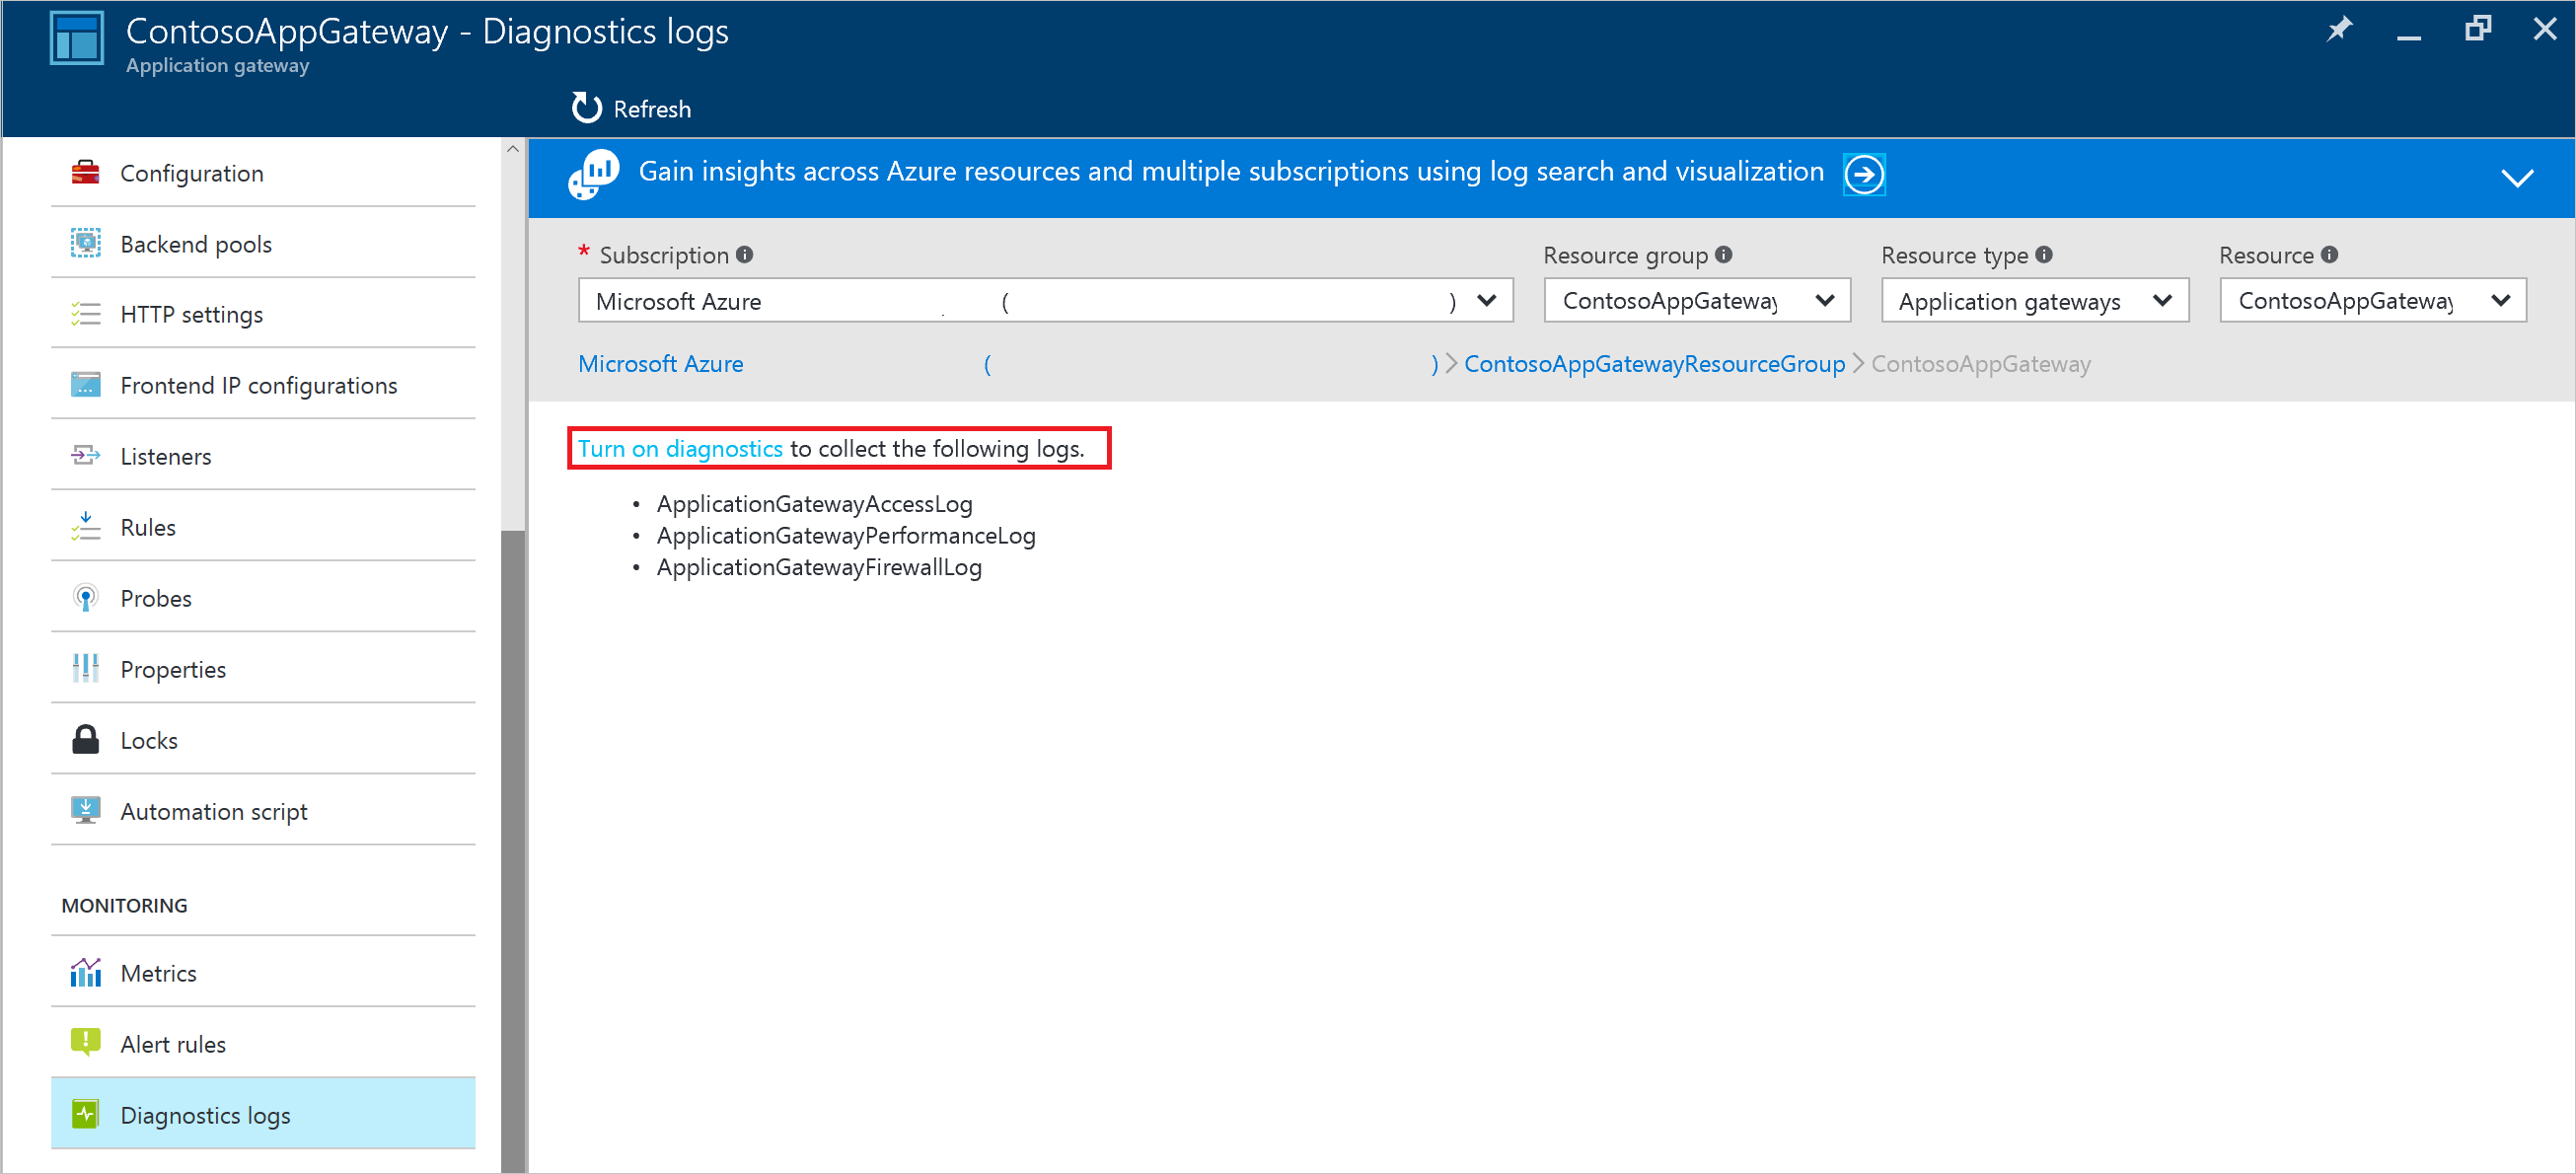 ContosoAppGateway - Diagnostics logs
Application gateway
Refresh
Configuration
Backend pools
HTTP settings
Frontend IP configurations
Listeners
Rules
Probes
Properties
Locks
Automation script
MONITORING
Metrics
Alert rules
Diagnostics logs
Gain insights across Azure resources and multiple subscriptions using log search and visualization
* Subscription
Resource group
Resource type
Resource
Microsoft Azure ( )
ContosoAppGateway
Application gateways
ContosoAppGateway
Microsoft Azure ( ) > ContosoAppGatewayResourceGroup > ContosoAppGateway
Turn on diagnostics to collect the following logs.
• ApplicationGatewayAccessLog
• ApplicationGatewayPerformanceLog
• ApplicationGatewayFirewallLog